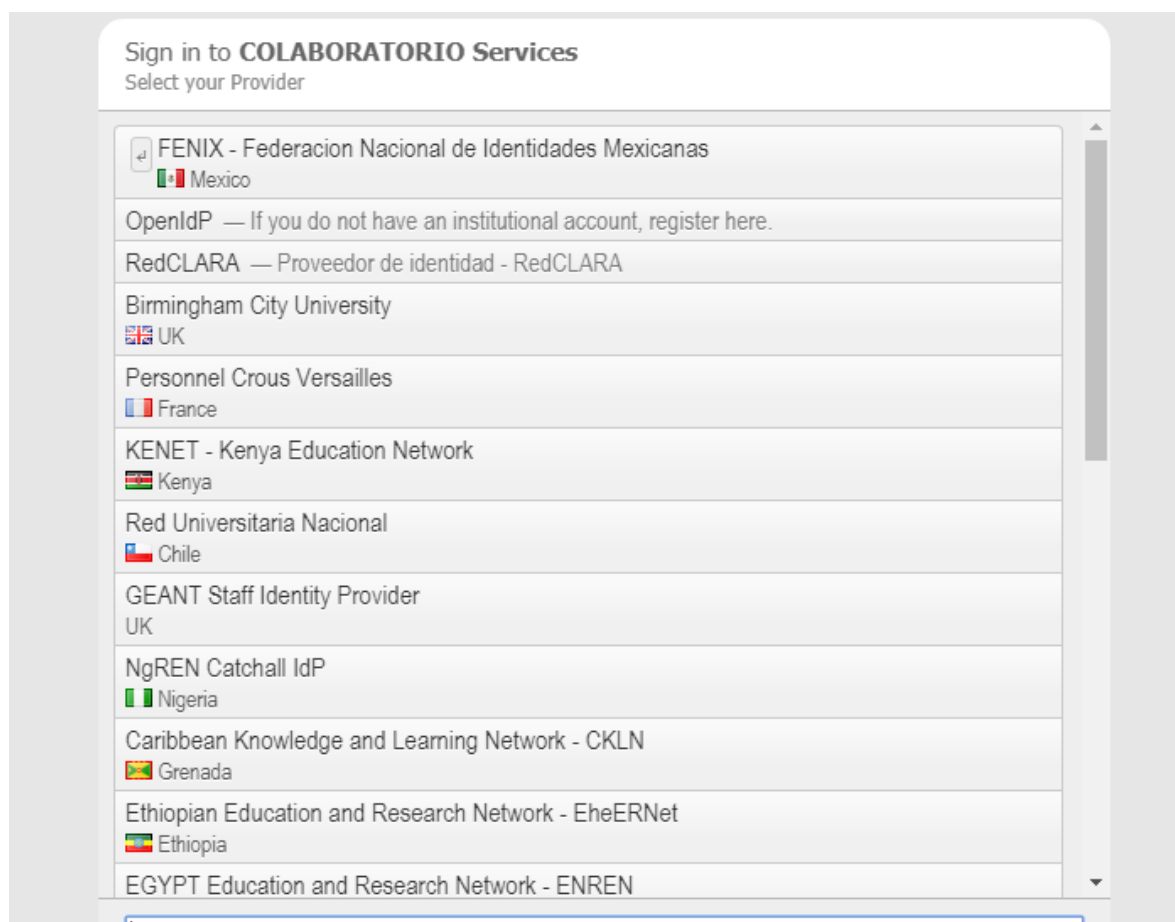 Sign in to COLABORATORIO Services
Select your Provider
FENIX - Federacion Nacional de Identidades Mexicanas
Mexico
OpenIdP — If you do not have an institutional account, register here.
RedCLARA — Proveedor de identidad - RedCLARA
Birmingham City University
UK
Personnel Crous Versailles
France
KENET - Kenya Education Network
Kenya
Red Universitaria Nacional
Chile
GEANT Staff Identity Provider
UK
NgREN Catchall IdP
Nigeria
Caribbean Knowledge and Learning Network - CKLN
Grenada
Ethiopian Education and Research Network - EheERNet
Ethiopia
EGYPT Education and Research Network - ENREN